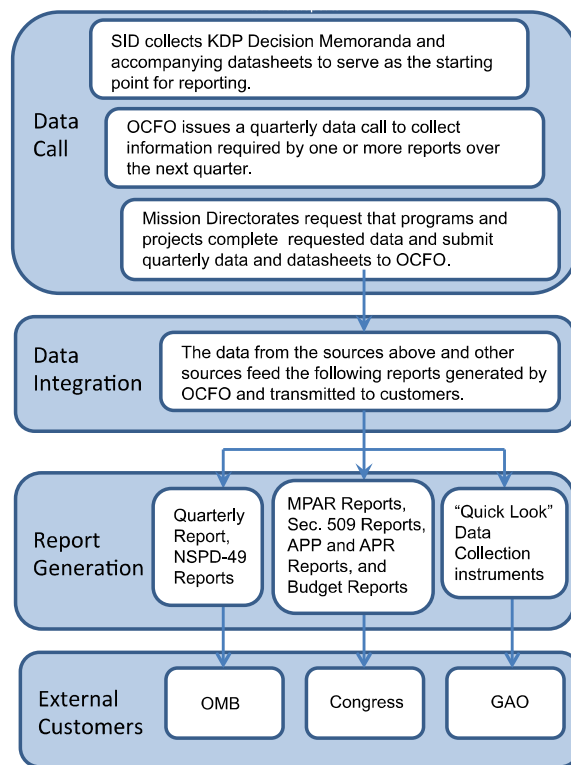 SID collects KDP Decision Memoranda and
accompanying datasheets to serve as the starting
point for reporting.
Data
Call
OCFO issues a quarterly data call to collect
information required by one or more reports over
the next quarter.
Mission Directorates request that programs and
projects complete requested data and submit
quarterly data and datasheets to OCFO.
Data
Integration
The data from the sources above and other
sources feed the following reports generated by
OCFO and transmitted to customers.
Report
Generation
Quarterly
Report,
NSPD-49
Reports
MPAR Reports,
Sec. 509 Reports,
APP and APR
Reports, and
Budget Reports
“Quick Look”
Data
Collection
instruments
External
Customers
OMB
Congress
GAO